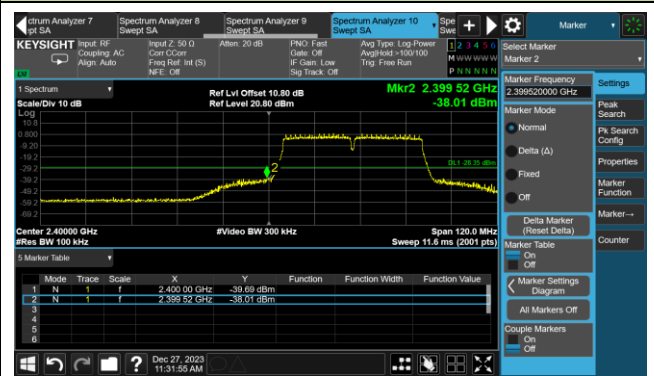 ctrum Analyzer 7
pt SA
Spectrum Analyzer 8
Swept SA
Spectrum Analyzer 9
Swept SA
Spectrum Analyzer 10
Swept SA
Spe
Swe
Marker
KEYSIGHT
Input: RF
Coupling: AC
Align: Auto
Input Z: 50 Ω
Corr CCorr
Freq Ref: Int (S)
NFE: Off
Atten: 20 dB
PNO: Fast
Gate: Off
IF Gain: Low
Sig Track: Off
Avg Type: Log-Power
Avg|Hold:>100/100
Trig: Free Run
1 2 3 4 5 6
M W W W W W
P N N N N N
LXI
1 Spectrum
Scale/Div 10 dB
Log
Ref Lvl Offset 10.80 dB
Ref Level 20.80 dBm
Mkr2 2.399 52 GHz
-38.01 dBm
10.8
0.800
-9.20
-19.2
-29.2
-39.2
-49.2
-59.2
-69.2
2
DL1 -28.35 dBm
Center 2.40000 GHz
#Res BW 100 kHz
#Video BW 300 kHz
Span 120.0 MHz
Sweep 11.6 ms (2001 pts)
5 Marker Table
Mode Trace Scale X Y Function Function Width Function Value
1 N 1 f 2.400 00 GHz -39.69 dBm
2 N 1 f 2.399 52 GHz -38.01 dBm
3
4
5
6
Select Marker
Marker 2
Marker Frequency
2.399520000 GHz
Marker Mode
Normal
Delta (Δ)
Fixed
Off
Delta Marker
(Reset Delta)
Marker Table
On
Off
Marker Settings
Diagram
All Markers Off
Couple Markers
On
Off
Settings
Peak
Search
Pk Search
Config
Properties
Marker
Function
Marker→
Counter
?
Dec 27, 2023
11:31:55 AM